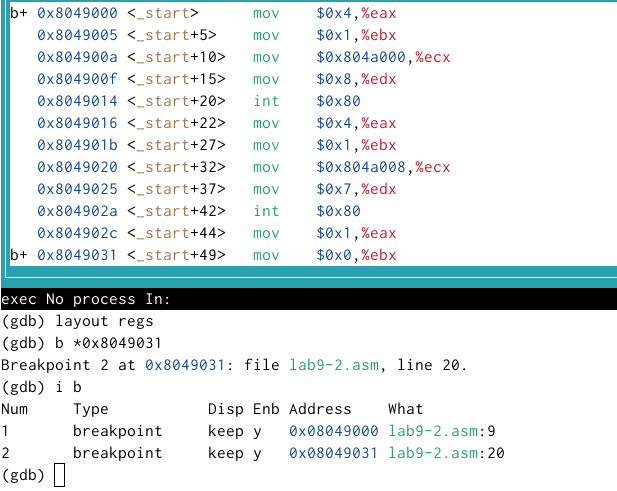 b+ 0x8049000 <_start>      mov    $0x4,%eax
   0x8049005 <_start+5>    mov    $0x1,%ebx
   0x804900a <_start+10>   mov    $0x804a000,%ecx
   0x804900f <_start+15>   mov    $0x8,%edx
   0x8049014 <_start+20>   int    $0x80
   0x8049016 <_start+22>   mov    $0x4,%eax
   0x804901b <_start+27>   mov    $0x1,%ebx
   0x8049020 <_start+32>   mov    $0x804a008,%ecx
   0x8049025 <_start+37>   mov    $0x7,%edx
   0x804902a <_start+42>   int    $0x80
   0x804902c <_start+44>   mov    $0x1,%eax
b+ 0x8049031 <_start+49>   mov    $0x0,%ebx
exec No process In:
(gdb) layout regs
(gdb) b *0x8049031
Breakpoint 2 at 0x8049031: file lab9-2.asm, line 20.
(gdb) i b
Num     Type           Disp Enb Address    What
1       breakpoint     keep y   0x08049000 lab9-2.asm:9
2       breakpoint     keep y   0x08049031 lab9-2.asm:20
(gdb)